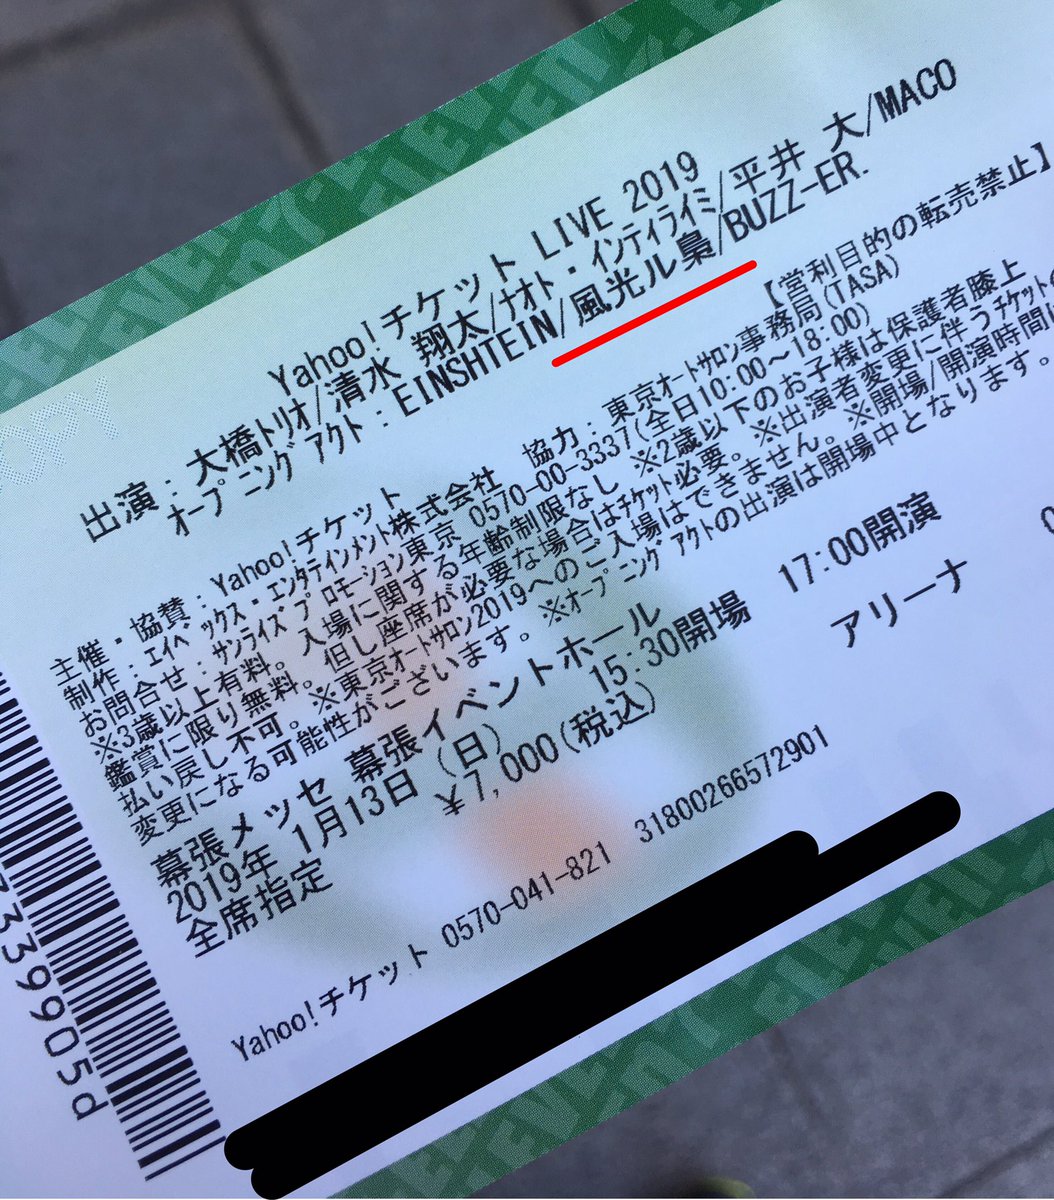 Yahoo!チケット LIVE 2019
出演：大橋トリオ/清水 翔太/ナオト・インティライミ/平井 大/MACO
オープニングアクト：EINSHTEIN/風光ル梟/BUZZ-ER.
【営利目的の転売禁止】
主催・協賛：Yahoo!チケット
制作：エイベックス・エンタテインメント株式会社 協力：東京オートサロン事務局(TASA)
お問合せ：サンライズプロモーション東京 0570-00-3337(全日10:00～18:00)
※3歳以上有料。入場に関する年齢制限なし ※2歳以下のお子様は保護者膝上
鑑賞に限り無料。但し座席が必要な場合はチケット必要。※出演者変更に伴うチケットの
払い戻し不可。※東京オートサロン2019へのご入場はできません。※開場/開演時間は
変更になる可能性がございます。※オープニングアクトの出演は開場中となります。
幕張メッセ 幕張イベントホール
2019年 1月13日(日) 15:30開場 17:00開演
全席指定 ¥7,000(税込) アリーナ
Yahoo!チケット 0570-041-821 31800266572901
339905d
COPY